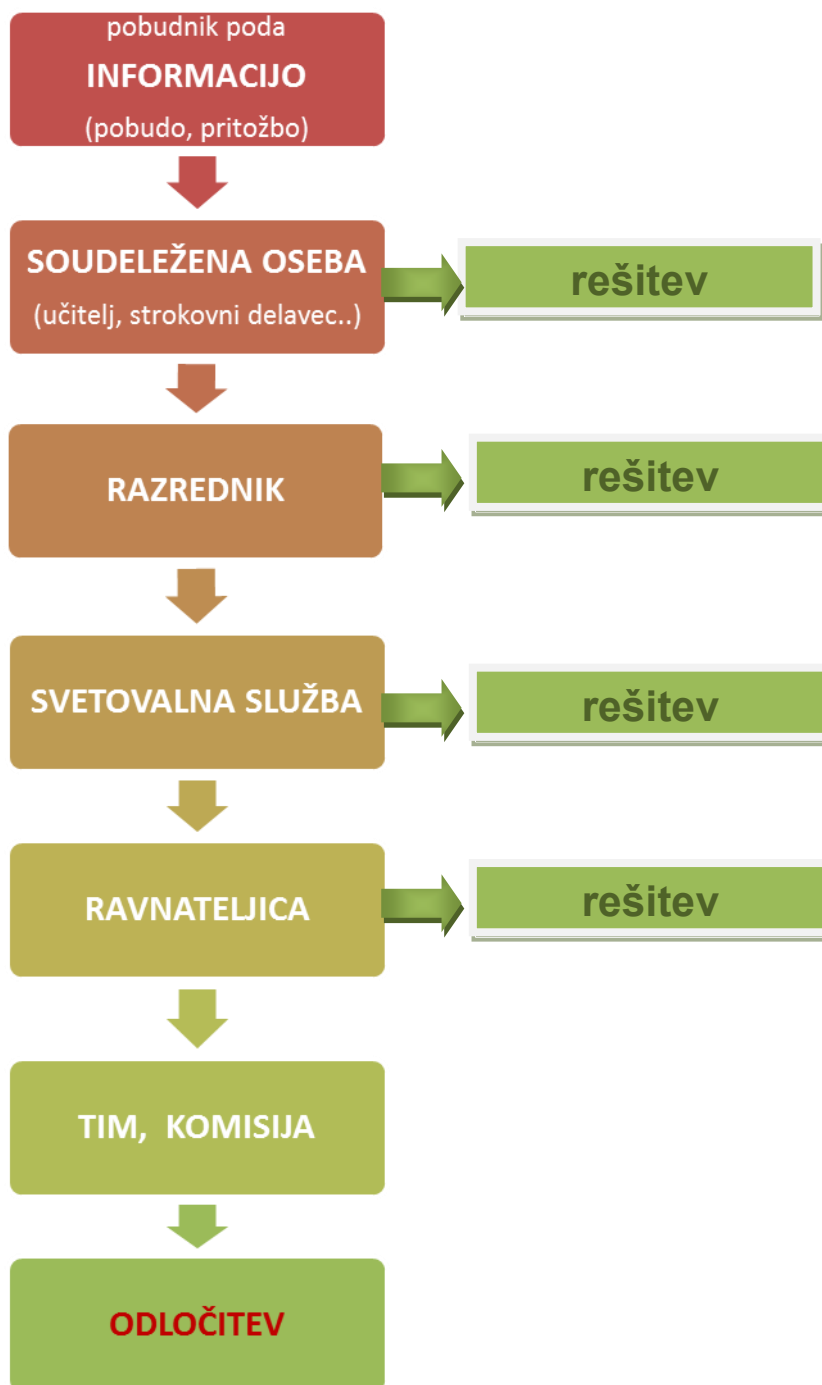 pobudnik poda
INFORMACIJO
(pobudo, pritožbo)
SOUDELEŽENA OSEBA
(učitelj, strokovni delavec..)
rešitev
RAZREDNIK
rešitev
SVETOVALNA SLUŽBA
rešitev
RAVNATELJICA
rešitev
TIM, KOMISIJA
ODLOČITEV